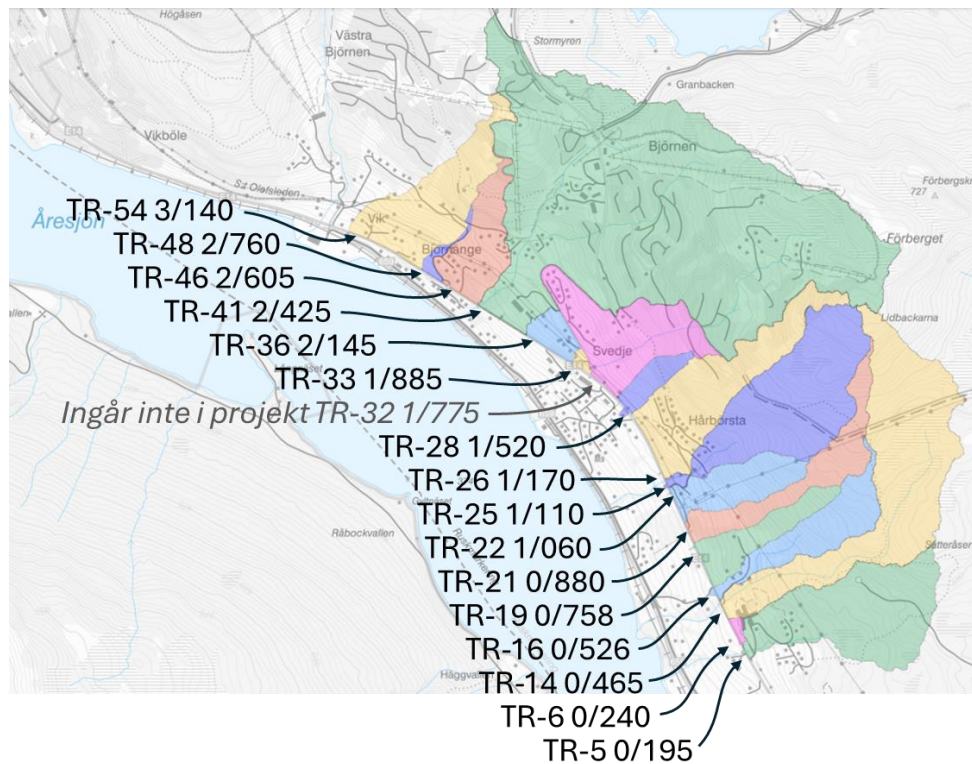 Högåsen
Västra
Björnen
Stormyren
Granbacken
Vikböle
Björnen
S:t Olafsleden
Förbergsk
727
Åresjön
Vik
Björnänge
Förberget
TR-54 3/140
TR-48 2/760
TR-46 2/605
TR-41 2/425
TR-36 2/145
TR-33 1/885
Ingår inte i projekt TR-32 1/775
TR-28 1/520
TR-26 1/170
TR-25 1/110
TR-22 1/060
TR-21 0/880
TR-19 0/758
TR-16 0/526
TR-14 0/465
TR-6 0/240
TR-5 0/195
Lidbackarna
Svedje
Hårbörsta
Råbockvallen
Sätteråsen
Häggvallen